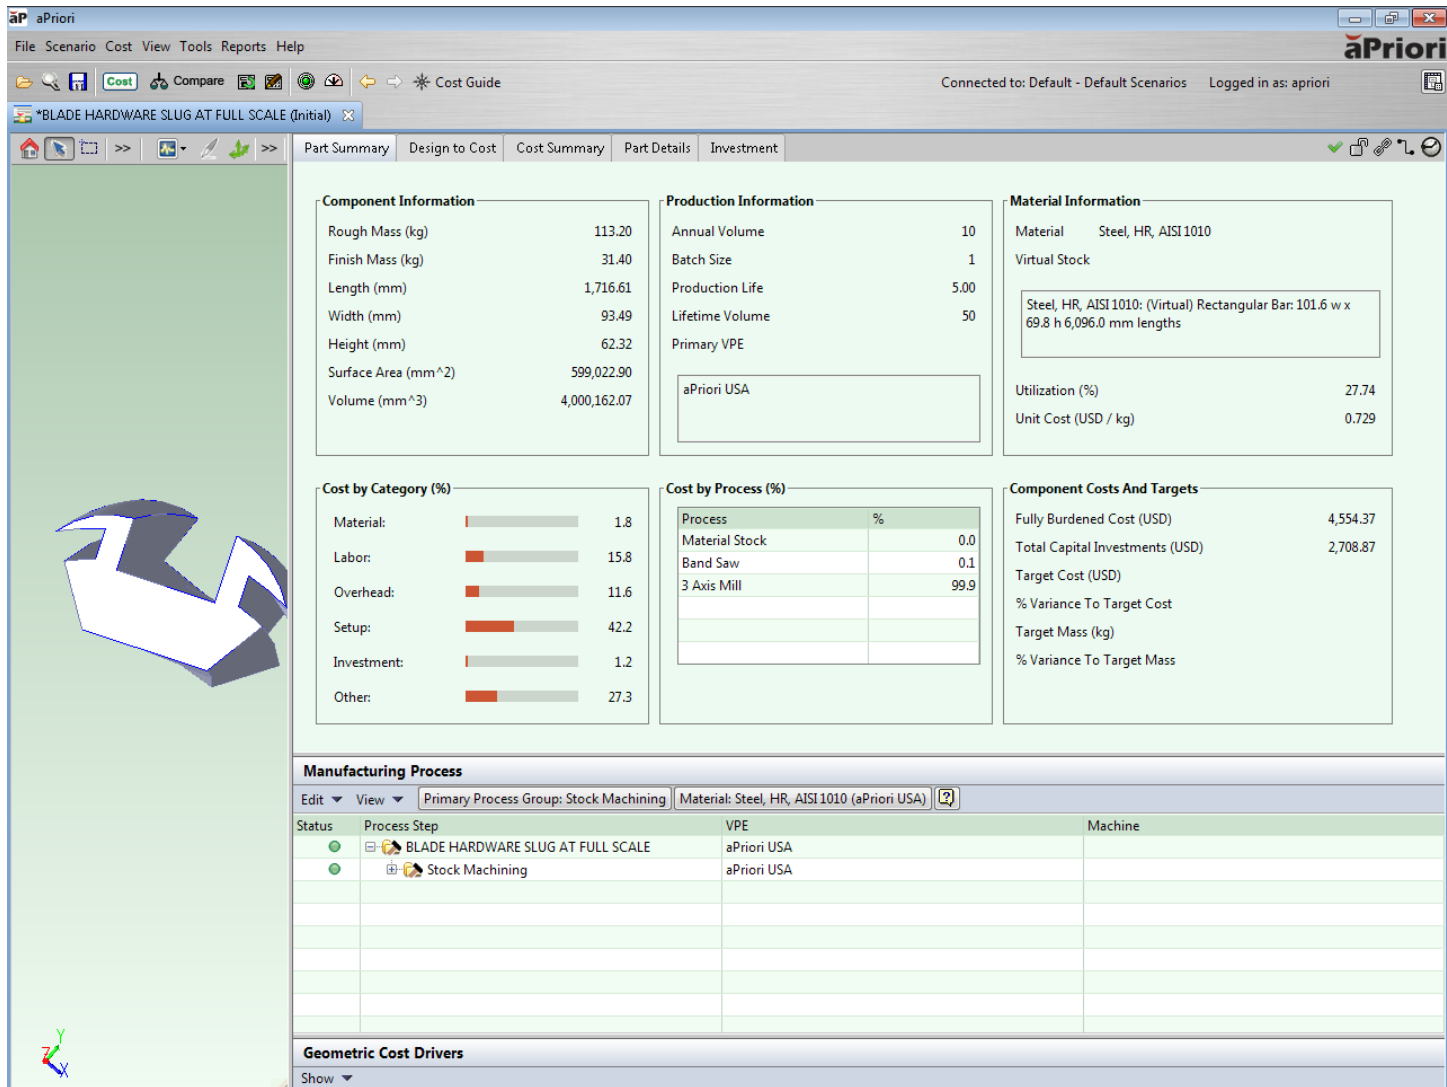 aP aPriori
File Scenario Cost View Tools Reports Help
aPriori
Cost Compare Cost Guide Connected to: Default - Default Scenarios Logged in as: apriori
*BLADE HARDWARE SLUG AT FULL SCALE (Initial)
>> >> Part Summary Design to Cost Cost Summary Part Details Investment
Component Information
Rough Mass (kg) 113.20
Finish Mass (kg) 31.40
Length (mm) 1,716.61
Width (mm) 93.49
Height (mm) 62.32
Surface Area (mm^2) 599,022.90
Volume (mm^3) 4,000,162.07
Production Information
Annual Volume 10
Batch Size 1
Production Life 5.00
Lifetime Volume 50
Primary VPE
aPriori USA
Material Information
Material Steel, HR, AISI 1010
Virtual Stock
Steel, HR, AISI 1010: (Virtual) Rectangular Bar: 101.6 w x
69.8 h 6,096.0 mm lengths
Utilization (%) 27.74
Unit Cost (USD / kg) 0.729
Cost by Category (%)
Material: 1.8
Labor: 15.8
Overhead: 11.6
Setup: 42.2
Investment: 1.2
Other: 27.3
Cost by Process (%)
Process %
Material Stock 0.0
Band Saw 0.1
3 Axis Mill 99.9
Component Costs And Targets
Fully Burdened Cost (USD) 4,554.37
Total Capital Investments (USD) 2,708.87
Target Cost (USD)
% Variance To Target Cost
Target Mass (kg)
% Variance To Target Mass
Manufacturing Process
Edit View Primary Process Group: Stock Machining Material: Steel, HR, AISI 1010 (aPriori USA)
Status Process Step VPE Machine
BLADE HARDWARE SLUG AT FULL SCALE aPriori USA
Stock Machining aPriori USA
Y
Z
X
Geometric Cost Drivers
Show